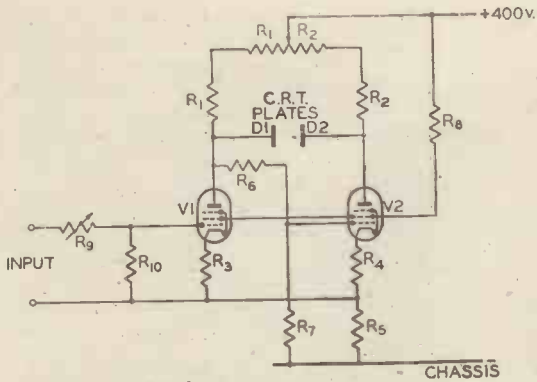 R1 R2
+400V.
R1
C.R.T.
PLATES
D1 D2
R2
R8
R6
V1
V2
R9
INPUT
R10
R3
R4
R7
R5
CHASSIS